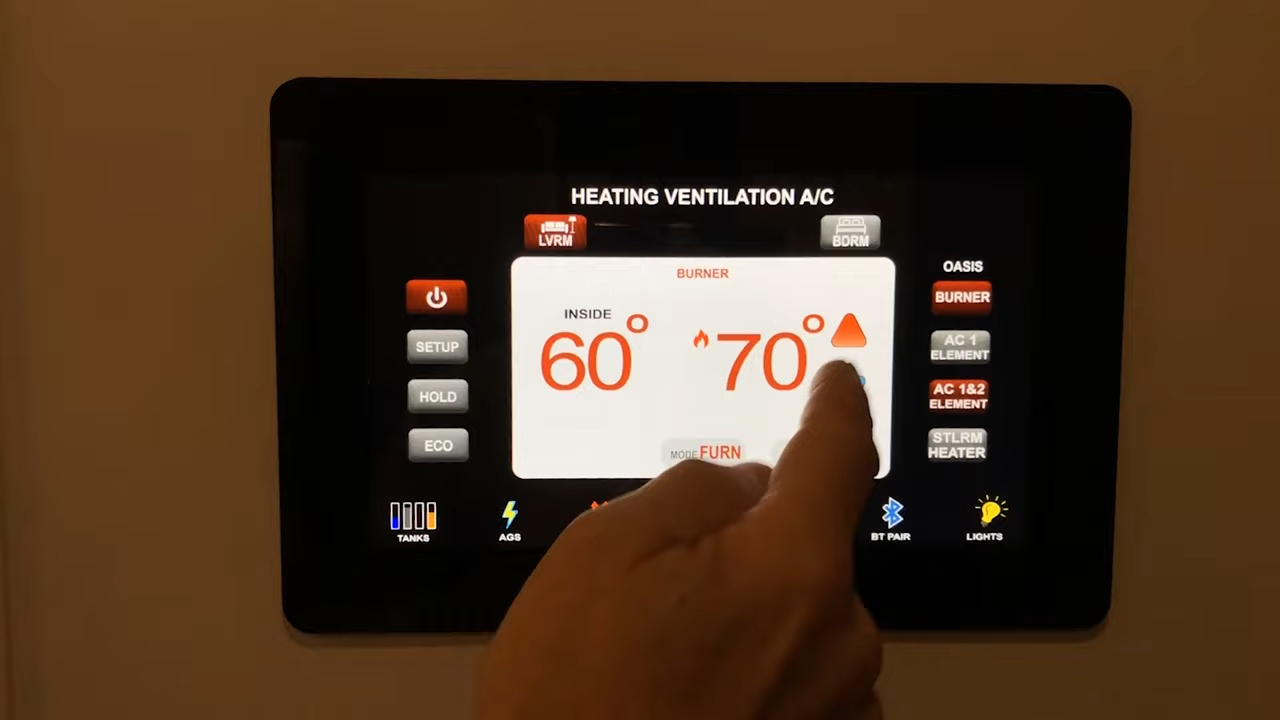 HEATING VENTILATION A/C
LVRM
BDRM
BURNER
INSIDE
60°
70°
MODE FURN
SETUP
HOLD
ECO
OASIS
BURNER
AC 1
ELEMENT
AC 1&2
ELEMENT
STLRM
HEATER
TANKS
AGS
BT PAIR
LIGHTS